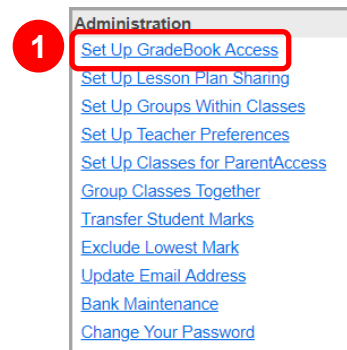 Administration
1
Set Up GradeBook Access
Set Up Lesson Plan Sharing
Set Up Groups Within Classes
Set Up Teacher Preferences
Set Up Classes for ParentAccess
Group Classes Together
Transfer Student Marks
Exclude Lowest Mark
Update Email Address
Bank Maintenance
Change Your Password